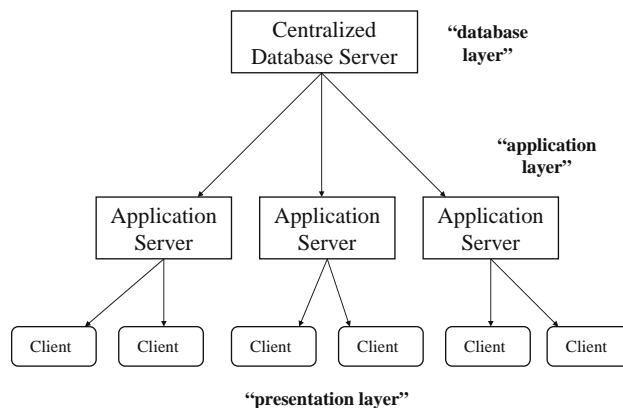 Centralized
Database Server
“database
layer”
“application
layer”
Application
Server
Application
Server
Application
Server
Client
Client
Client
Client
Client
Client
“presentation layer”